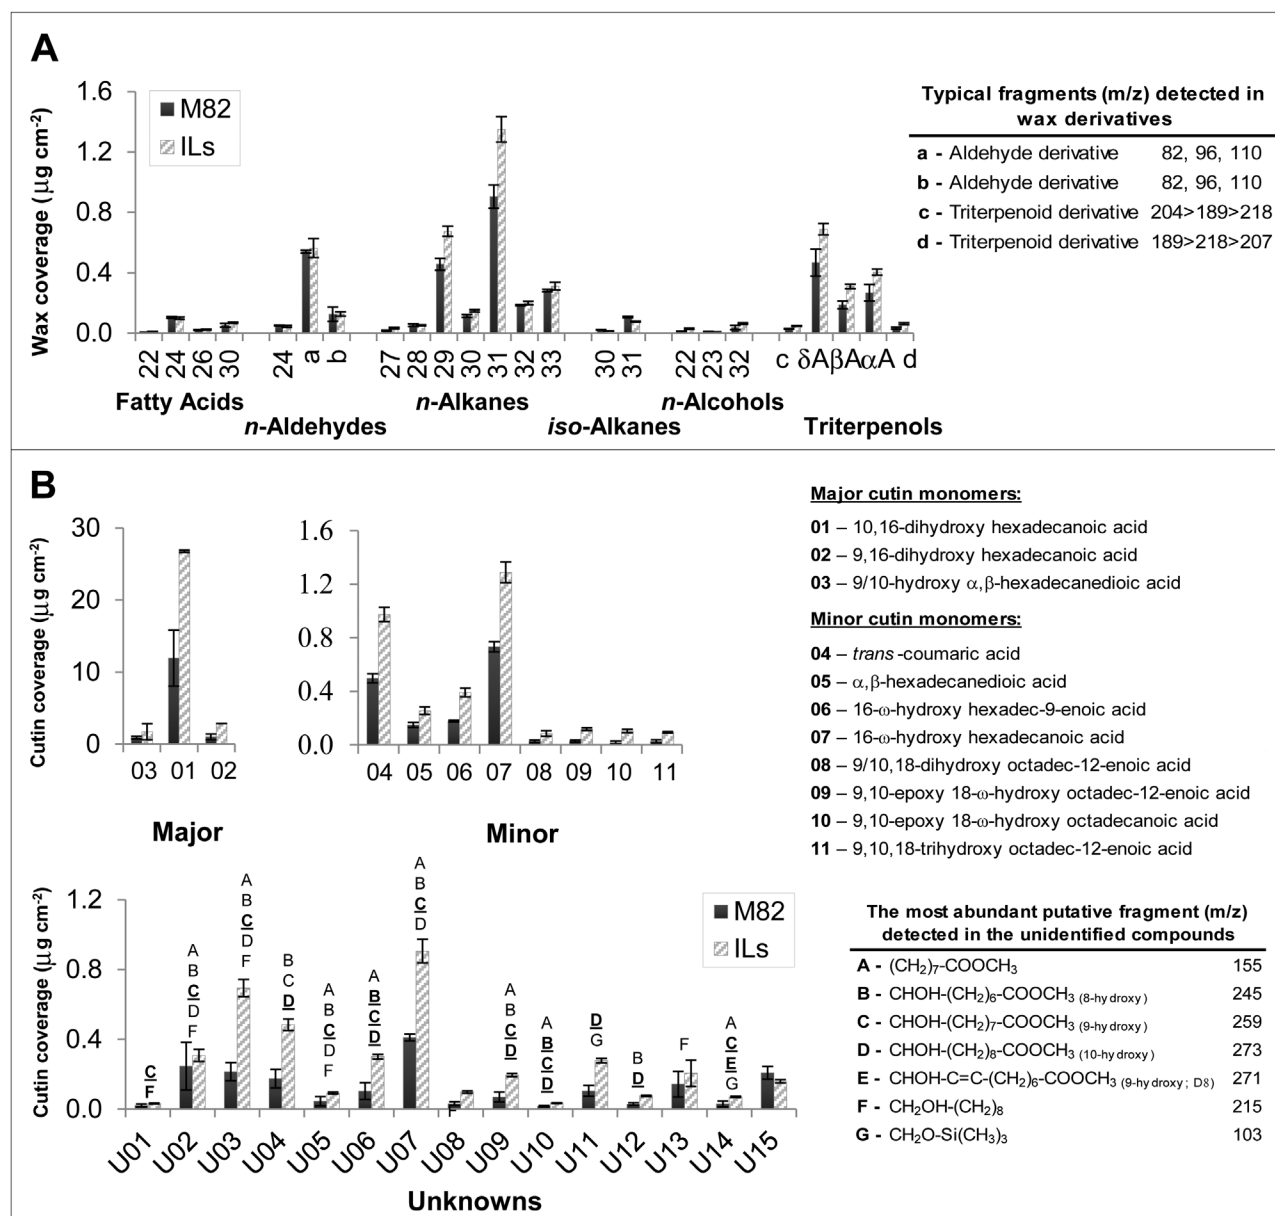 A
Wax coverage (μg cm-2)
1.6
1.2
0.8
0.4
0.0
M82
ILs
22 24 26 30 24 a b 27 28 29 30 31 32 33 30 31 22 23 32 c δA βA αA d
Fatty Acids
n-Aldehydes
n-Alkanes
iso-Alkanes
n-Alcohols
Triterpenols
Typical fragments (m/z) detected in
wax derivatives
a - Aldehyde derivative 82, 96, 110
b - Aldehyde derivative 82, 96, 110
c - Triterpenoid derivative 204>189>218
d - Triterpenoid derivative 189>218>207
B
Cutin coverage (μg cm-2)
30
20
10
0
03 01 02
Major
1.6
1.2
0.8
0.4
0.0
04 05 06 07 08 09 10 11
Minor
Major cutin monomers:
01 – 10,16-dihydroxy hexadecanoic acid
02 – 9,16-dihydroxy hexadecanoic acid
03 – 9/10-hydroxy α,β-hexadecanedioic acid
Minor cutin monomers:
04 – trans -coumaric acid
05 – α,β-hexadecanedioic acid
06 – 16-ω-hydroxy hexadec-9-enoic acid
07 – 16-ω-hydroxy hexadecanoic acid
08 – 9/10,18-dihydroxy octadec-12-enoic acid
09 – 9,10-epoxy 18-ω-hydroxy octadec-12-enoic acid
10 – 9,10-epoxy 18-ω-hydroxy octadecanoic acid
11 – 9,10,18-trihydroxy octadec-12-enoic acid
Cutin coverage (μg cm-2)
1.2
0.8
0.4
0.0
C
F
A
B
C
D
F
A
B
C
D
F
B
C
D
A
B
C
D
F
A
B
C
D
A
B
C
D
F
A
B
C
D
A
B
C
D
D
G
B
D
F
A
C
E
G
M82
ILs
U01 U02 U03 U04 U05 U06 U07 U08 U09 U10 U11 U12 U13 U14 U15
Unknowns
The most abundant putative fragment (m/z)
detected in the unidentified compounds
A - (CH2)7-COOCH3 155
B - CHOH-(CH2)6-COOCH3 (8-hydroxy) 245
C - CHOH-(CH2)7-COOCH3 (9-hydroxy) 259
D - CHOH-(CH2)8-COOCH3 (10-hydroxy) 273
E - CHOH-C=C-(CH2)6-COOCH3 (9-hydroxy; D8) 271
F - CH2OH-(CH2)8 215
G - CH2O-Si(CH3)3 103